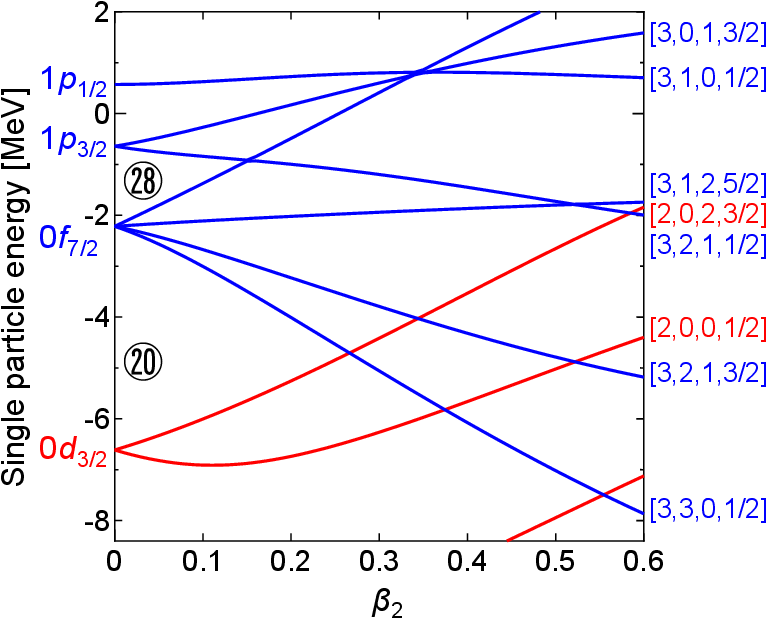 Single particle energy [MeV]
2
0
-2
-4
-6
-8
1p1/2
1p3/2
0f7/2
0d3/2
28
20
[3,0,1,3/2]
[3,1,0,1/2]
[3,1,2,5/2]
[2,0,2,3/2]
[3,2,1,1/2]
[2,0,0,1/2]
[3,2,1,3/2]
[3,3,0,1/2]
0 0.1 0.2 0.3 0.4 0.5 0.6
β2